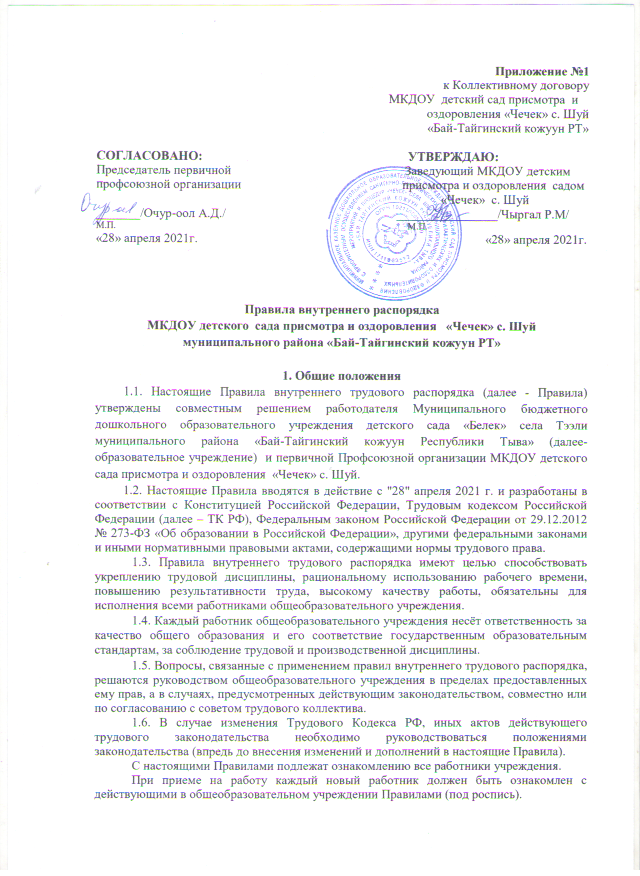 Приложение №1
к Коллективному договору
МКДОУ детский сад присмотра и
оздоровления «Чечек» с. Шуй
«Бай-Тайгинский кожуун РТ»
СОГЛАСОВАНО:
Председатель первичной
профсоюзной организации
/Очур-оол А.Д./
М.П.
«28» апреля 2021г.
УТВЕРЖДАЮ:
Заведующий МКДОУ детским
присмотра и оздоровления садом
«Чечек» с. Шуй
/Чыргал Р.М/
М.П.
«28» апреля 2021г.
Правила внутреннего распорядка
МКДОУ детского сада присмотра и оздоровления «Чечек» с. Шуй
муниципального района «Бай-Тайгинский кожуун РТ»
1. Общие положения
1.1. Настоящие Правила внутреннего трудового распорядка (далее - Правила)
утверждены совместным решением работодателя Муниципального бюджетного
дошкольного образовательного учреждения детского сада «Белек» села Тээли
муниципального района «Бай-Тайгинский кожуун Республики Тыва» (далее-
образовательное учреждение) и первичной Профсоюзной организации МКДОУ детского
сада присмотра и оздоровления «Чечек» с. Шуй.
1.2. Настоящие Правила вводятся в действие с "28" апреля 2021 г. и разработаны в
соответствии с Конституцией Российской Федерации, Трудовым кодексом Российской
Федерации (далее – ТК РФ), Федеральным законом Российской Федерации от 29.12.2012
№ 273-ФЗ «Об образовании в Российской Федерации», другими федеральными законами
и иными нормативными правовыми актами, содержащими нормы трудового права.
1.3. Правила внутреннего трудового распорядка имеют целью способствовать
укреплению трудовой дисциплины, рациональному использованию рабочего времени,
повышению результативности труда, высокому качеству работы, обязательны для
исполнения всеми работниками общеобразовательного учреждения.
1.4. Каждый работник общеобразовательного учреждения несёт ответственность за
качество общего образования и его соответствие государственным образовательным
стандартам, за соблюдение трудовой и производственной дисциплины.
1.5. Вопросы, связанные с применением правил внутреннего трудового распорядка,
решаются руководством общеобразовательного учреждения в пределах предоставленных
ему прав, а в случаях, предусмотренных действующим законодательством, совместно или
по согласованию с советом трудового коллектива.
1.6. В случае изменения Трудового Кодекса РФ, иных актов действующего
трудового законодательства необходимо руководствоваться положениями
законодательства (впредь до внесения изменений и дополнений в настоящие Правила).
С настоящими Правилами подлежат ознакомлению все работники учреждения.
При приеме на работу каждый новый работник должен быть ознакомлен с
действующими в общеобразовательном учреждении Правилами (под роспись).